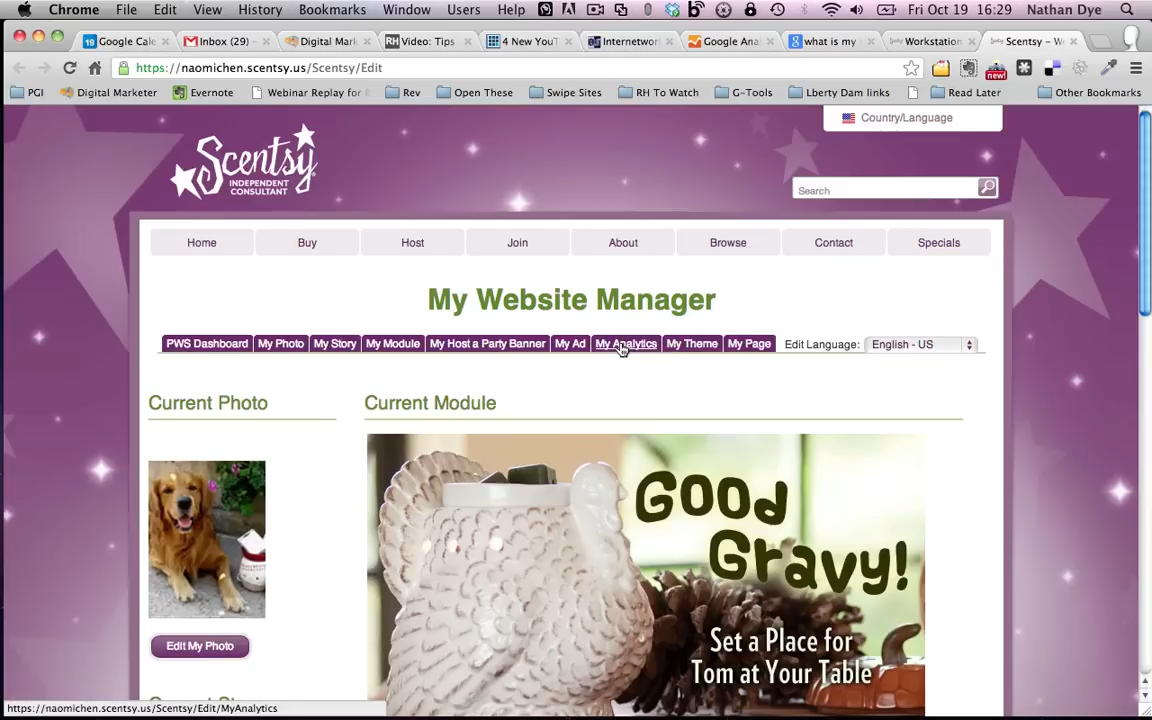 Chrome File Edit View History Bookmarks Window Users Help Fri Oct 19 16:29 Nathan Dye
Google Cale Inbox (29) - Digital Mark Video: Tips 4 New YouT Internetwor Google Ana what is my Workstation Scentsy – W
https://naomichen.scentsy.us/Scentsy/Edit
PGI Digital Marketer Evernote Webinar Replay for Rev Open These Swipe Sites RH To Watch G-Tools Lberty Dam links Read Later Other Bookmarks
new!
Country/Language
Scentsy
INDEPENDENT
CONSULTANT
Search
Home Buy Host Join About Browse Contact Specials
My Website Manager
PWS Dashboard My Photo My Story My Module My Host a Party Banner My Ad My Analytics My Theme My Page Edit Language: English - US
Current Photo Current Module
Good
Gravy!
Set a Place for
Tom at Your Table
Edit My Photo
https://naomichen.scentsy.us/Scentsy/Edit/MyAnalytics